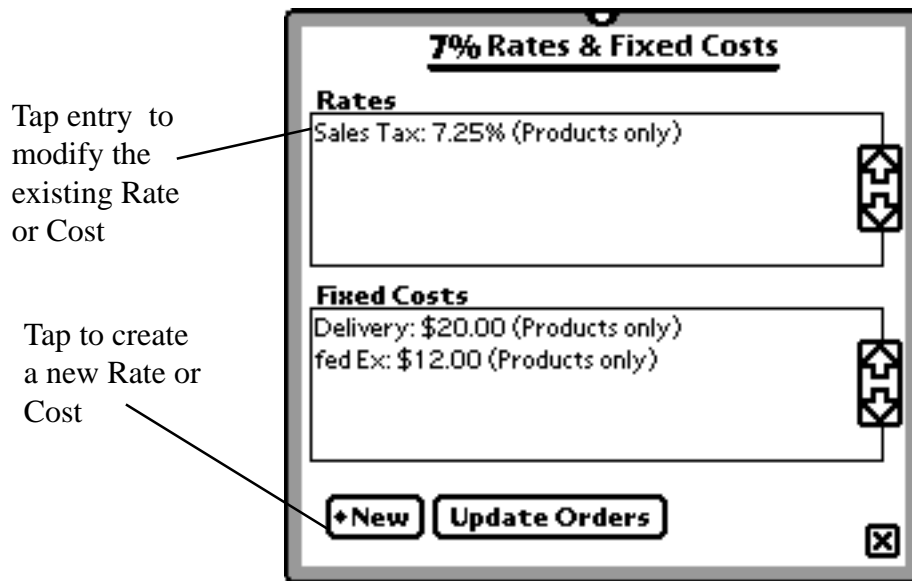 7% Rates & Fixed Costs
Tap entry to
modify the
existing Rate
or Cost
Rates
Sales Tax: 7.25% (Products only)
Fixed Costs
Delivery: $20.00 (Products only)
fed Ex: $12.00 (Products only)
Tap to create
a new Rate or
Cost
New
Update Orders